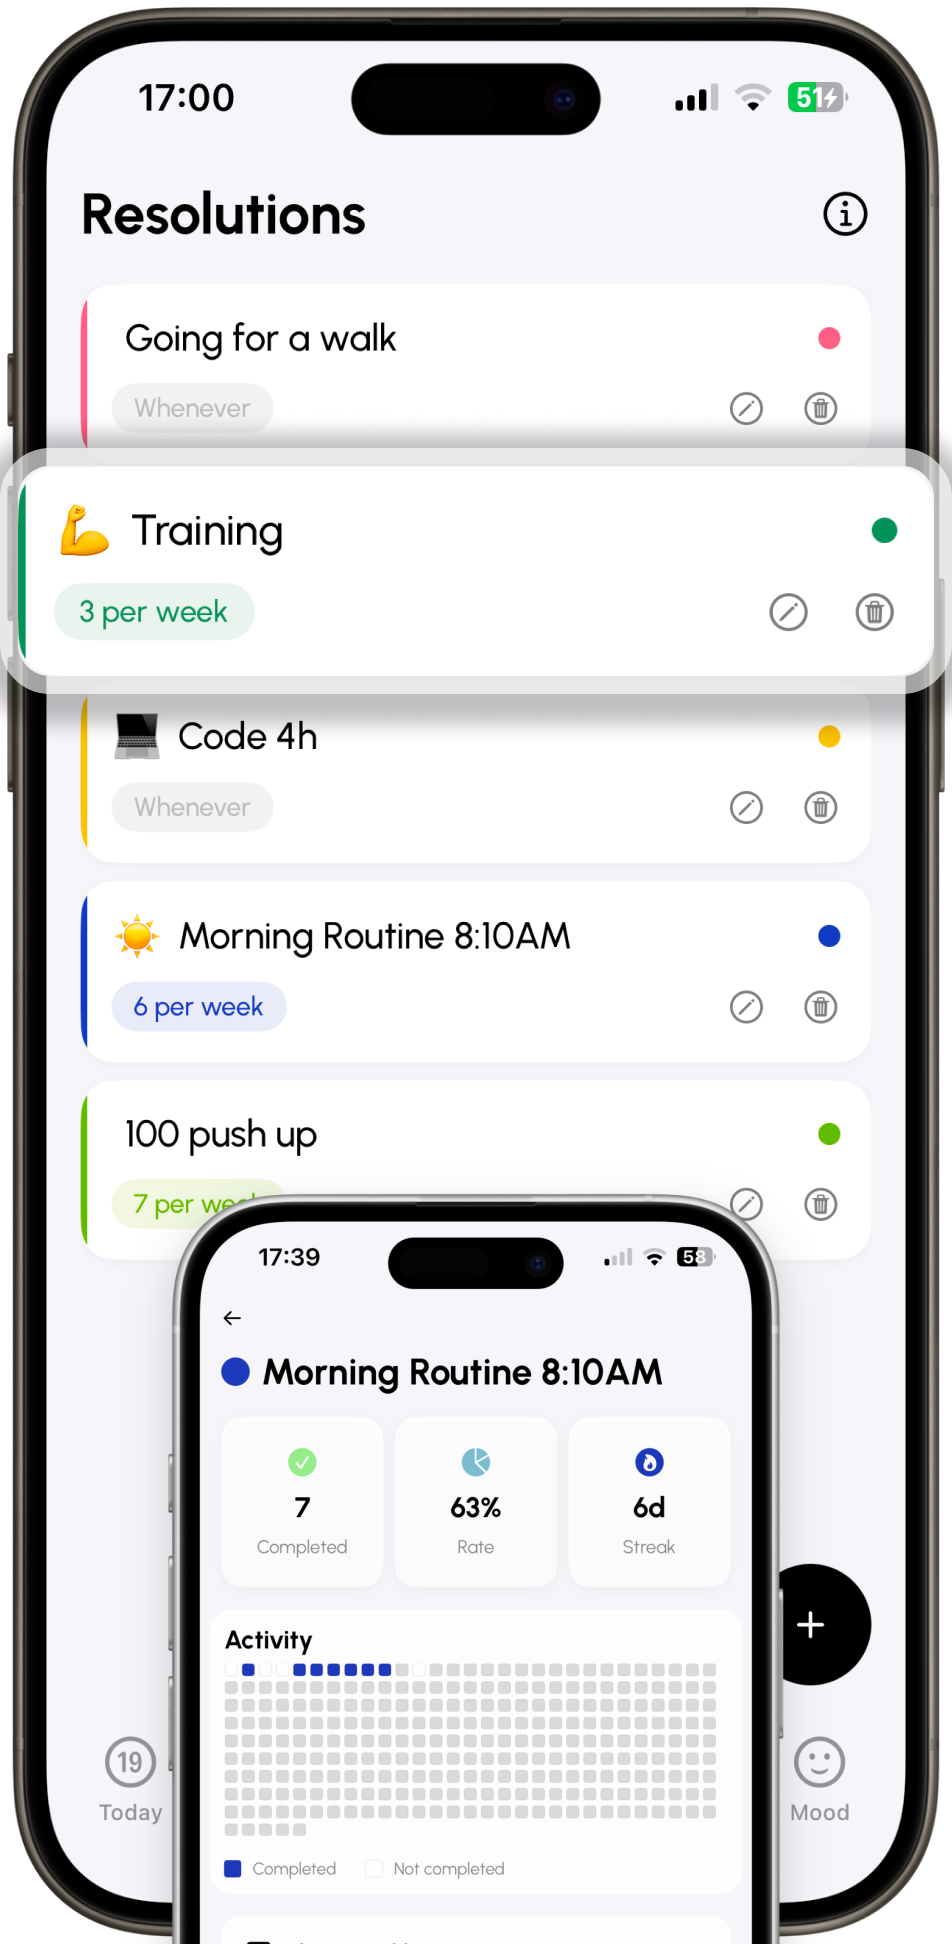 17:00
51
Resolutions
Going for a walk
Whenever
Training
3 per week
Code 4h
Whenever
Morning Routine 8:10AM
6 per week
100 push up
7 per week
17:39
58
Morning Routine 8:10AM
7
63%
6d
Completed
Rate
Streak
Activity
Completed
Not completed
19
Today
Mood